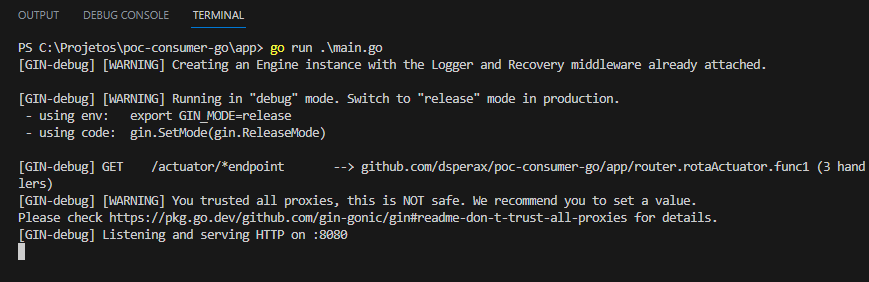 OUTPUT DEBUG CONSOLE TERMINAL
PS C:\Projetos\poc-consumer-go\app> go run .\main.go
[GIN-debug] [WARNING] Creating an Engine instance with the Logger and Recovery middleware already attached.
[GIN-debug] [WARNING] Running in "debug" mode. Switch to "release" mode in production.
 - using env:   export GIN_MODE=release
 - using code:  gin.SetMode(gin.ReleaseMode)
[GIN-debug] GET    /actuator/*endpoint       --> github.com/dsperax/poc-consumer-go/app/router.rotaActuator.func1 (3 hand
lers)
[GIN-debug] [WARNING] You trusted all proxies, this is NOT safe. We recommend you to set a value.
Please check https://pkg.go.dev/github.com/gin-gonic/gin#readme-don-t-trust-all-proxies for details.
[GIN-debug] Listening and serving HTTP on :8080